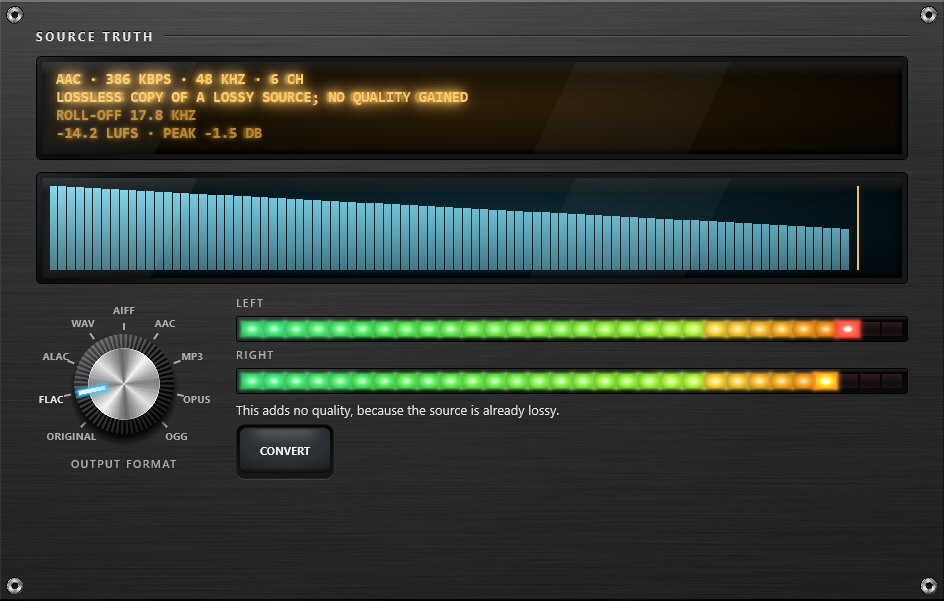 SOURCE TRUTH
AAC · 386 KBPS · 48 KHZ · 6 CH
LOSSLESS COPY OF A LOSSY SOURCE; NO QUALITY GAINED
ROLL-OFF 17.8 KHZ
-14.2 LUFS · PEAK -1.5 DB
LEFT
RIGHT
This adds no quality, because the source is already lossy.
CONVERT
AIFF
WAV
AAC
ALAC
MP3
FLAC
OPUS
ORIGINAL
OGG
OUTPUT FORMAT